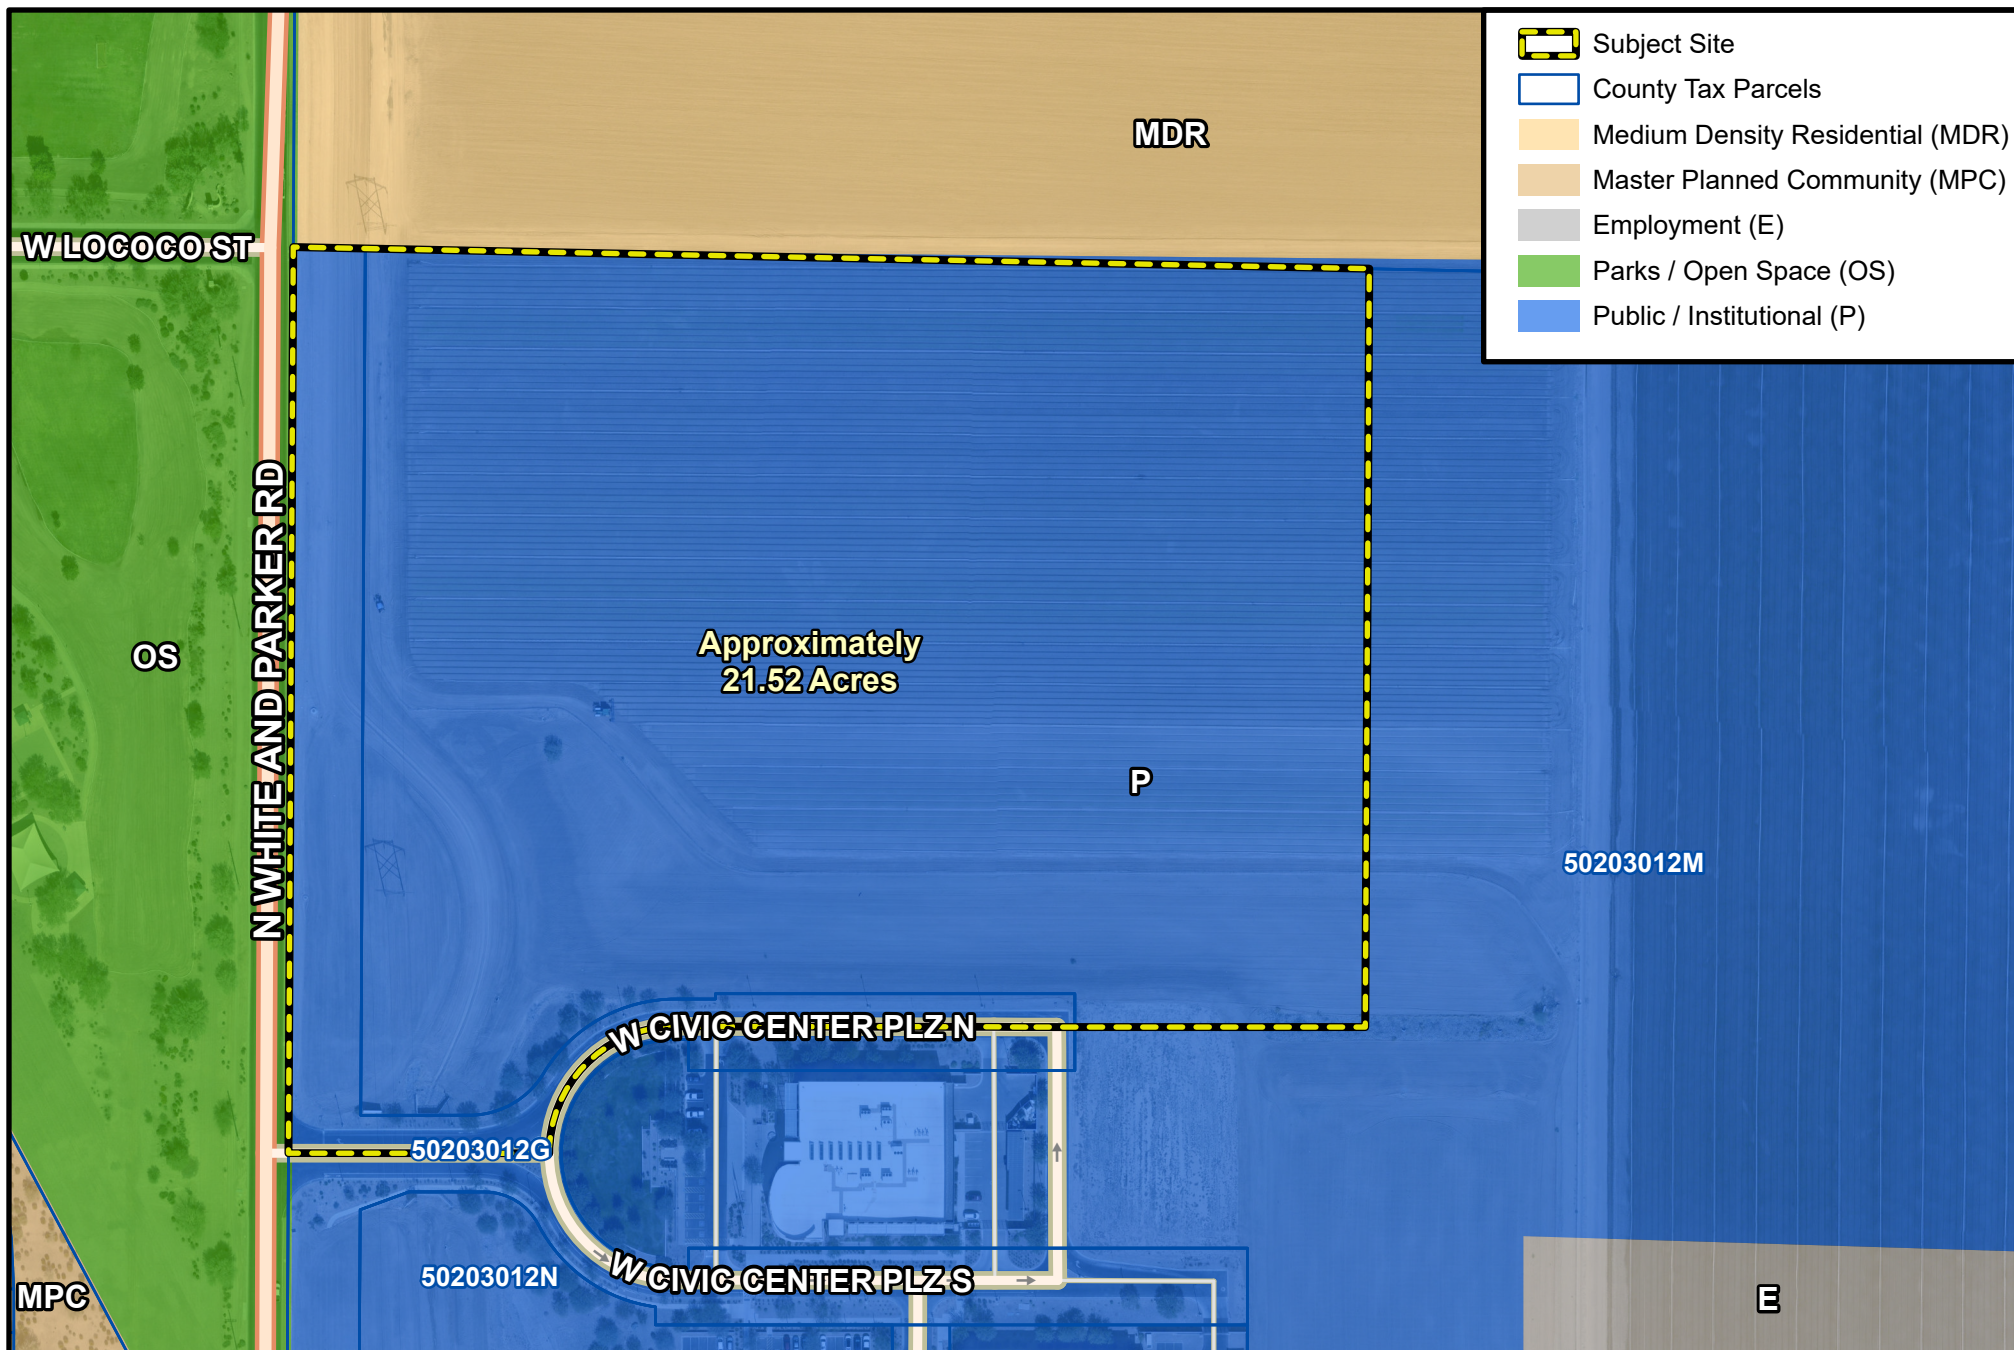 Subject Site
County Tax Parcels
Medium Density Residential (MDR)
Master Planned Community (MPC)
Employment (E)
Parks / Open Space (OS)
Public / Institutional (P)
MDR
W LOCOCO ST
N WHITE AND PARKER RD
OS
Approximately
21.52 Acres
P
50203012M
W CIVIC CENTER PLZ N
50203012G
50203012N
W CIVIC CENTER PLZ S
MPC
E